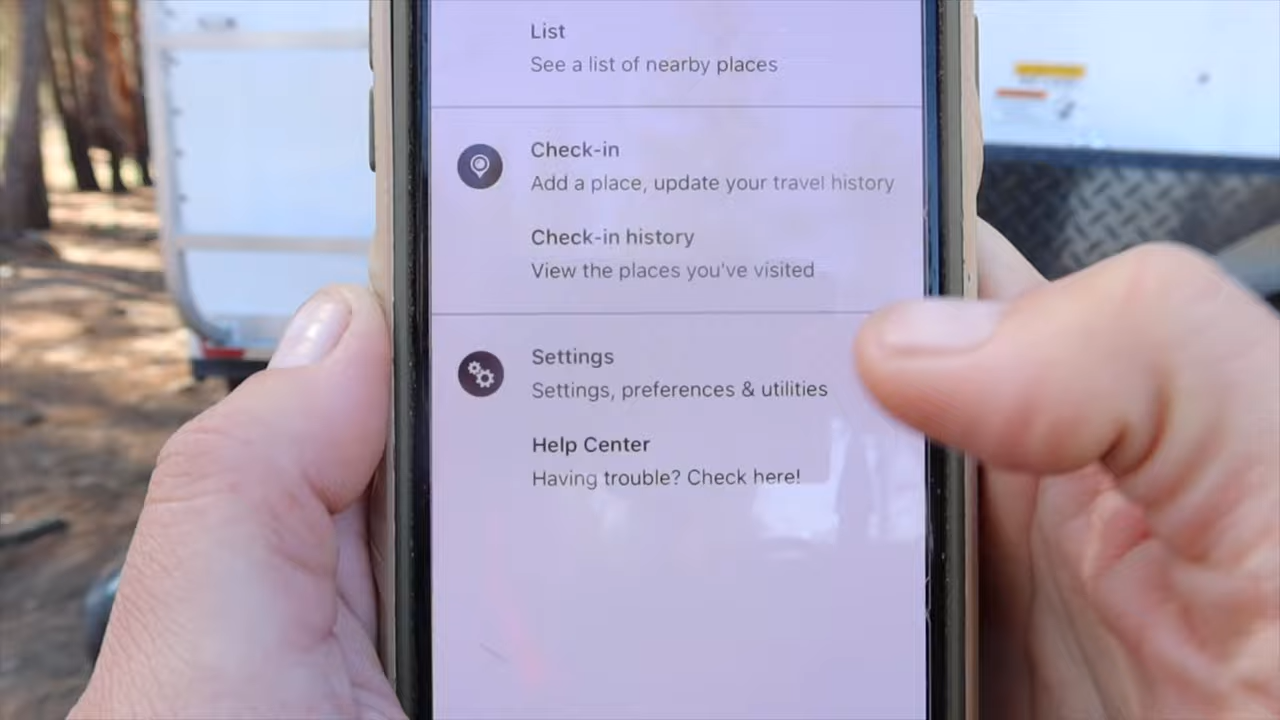 List
See a list of nearby places
Check-in
Add a place, update your travel history
Check-in history
View the places you've visited
Settings
Settings, preferences & utilities
Help Center
Having trouble? Check here!